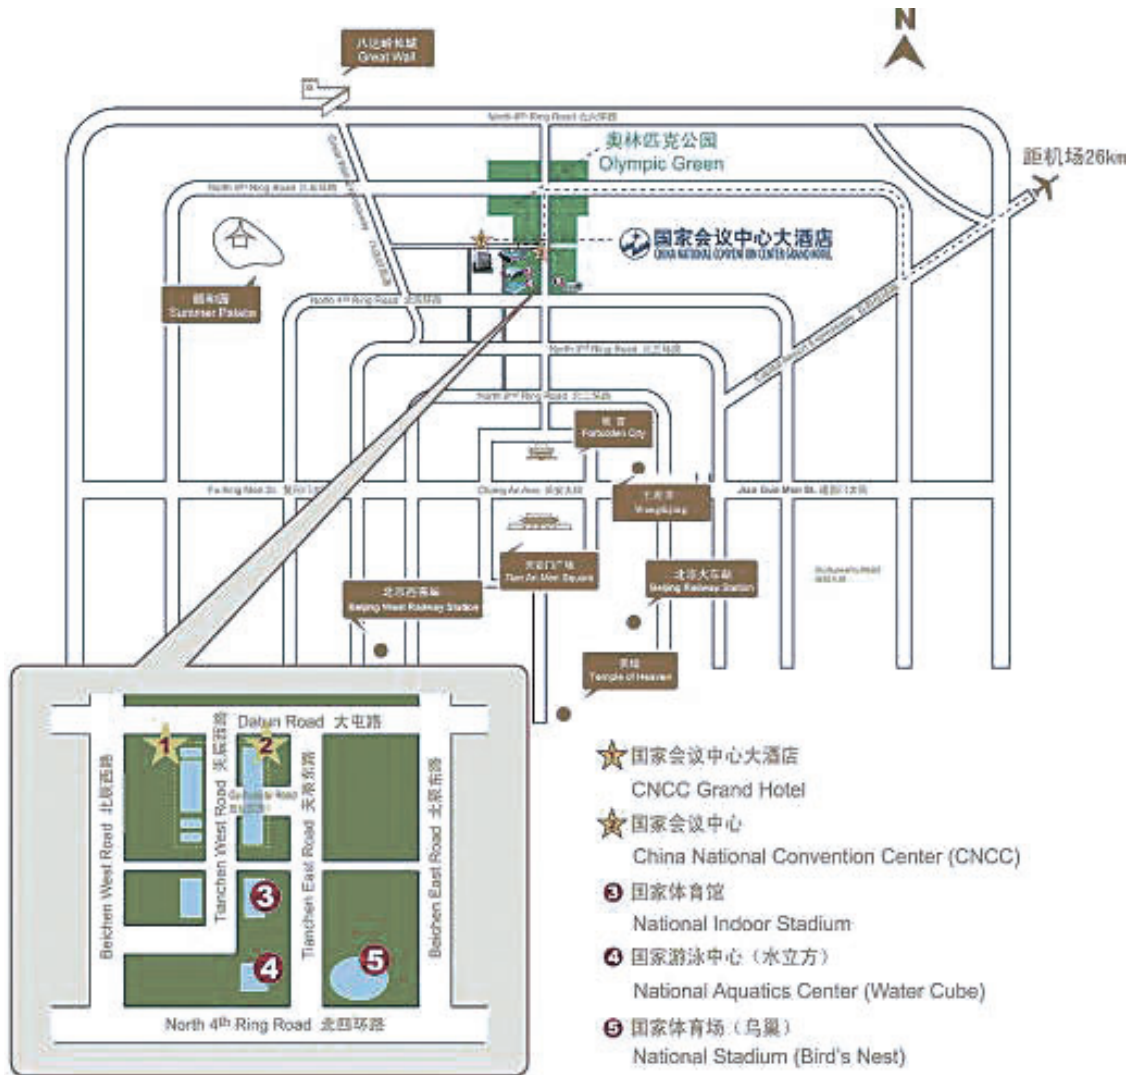 八达岭长城
Great Wall
N
奥林匹克公园
Olympic Green
距机场26km
North 5th Ring Road
国家会议中心大酒店
CHINA NATIONAL CONVENTION CENTER GRAND HOTEL
颐和园
Summer Palace
North 4th Ring Road 北四环路
North 3rd Ring Road 北三环路
North 2nd Ring Road 北二环路
故宫
Forbidden City
Chang An Ave. 长安大街
王府井
Wangfujing
天安门广场
Tian An Men Square
北京火车站
Beijing Railway Station
北京西客站
Beijing West Railway Station
天坛
Temple of Heaven
Datun Road 大屯路
Beichen West Road 北辰西路
Tianchen West Road 天辰西路
Tianchen East Road 天辰东路
Beichen East Road 北辰东路
1
2
3
4
5
North 4th Ring Road 北四环路
1 国家会议中心大酒店
CNCC Grand Hotel
2 国家会议中心
China National Convention Center (CNCC)
3 国家体育馆
National Indoor Stadium
4 国家游泳中心（水立方）
National Aquatics Center (Water Cube)
5 国家体育场（鸟巢）
National Stadium (Bird's Nest)